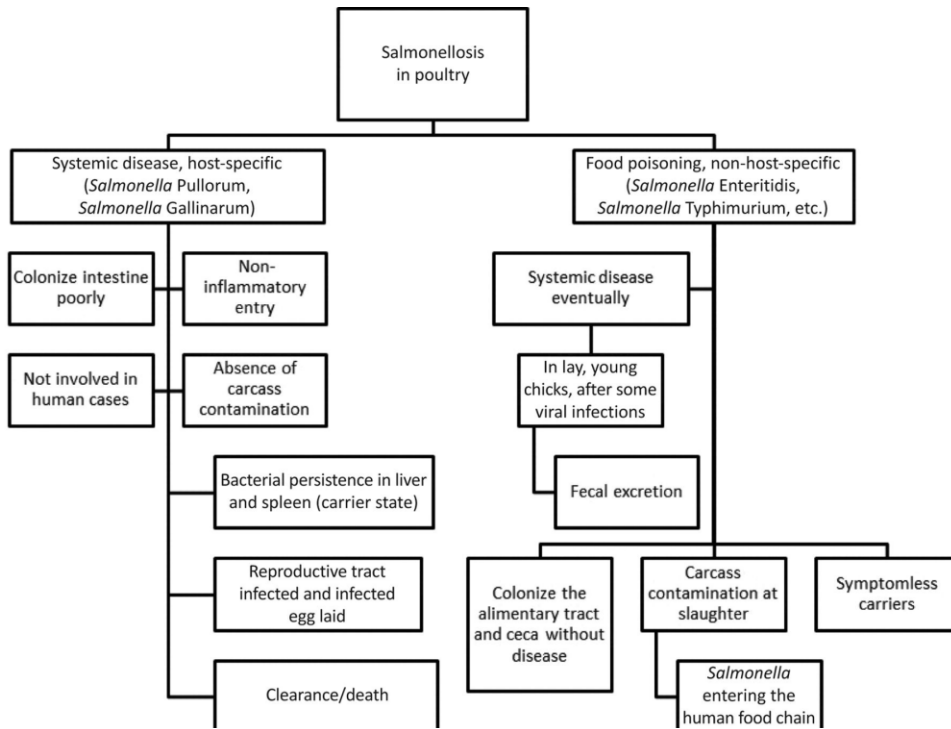 Salmonellosis
in poultry
Systemic disease, host-specific
(Salmonella Pullorum,
Salmonella Gallinarum)
Colonize intestine
poorly
Non-
inflammatory
entry
Not involved in
human cases
Absence of
carcass
contamination
Bacterial persistence in liver
and spleen (carrier state)
Reproductive tract
infected and infected
egg laid
Clearance/death
Food poisoning, non-host-specific
(Salmonella Enteritidis,
Salmonella Typhimurium, etc.)
Systemic disease
eventually
In lay, young
chicks, after some
viral infections
Fecal excretion
Colonize the
alimentary tract
and ceca without
disease
Carcass
contamination at
slaughter
Salmonella
entering the
human food chain
Symptomless
carriers